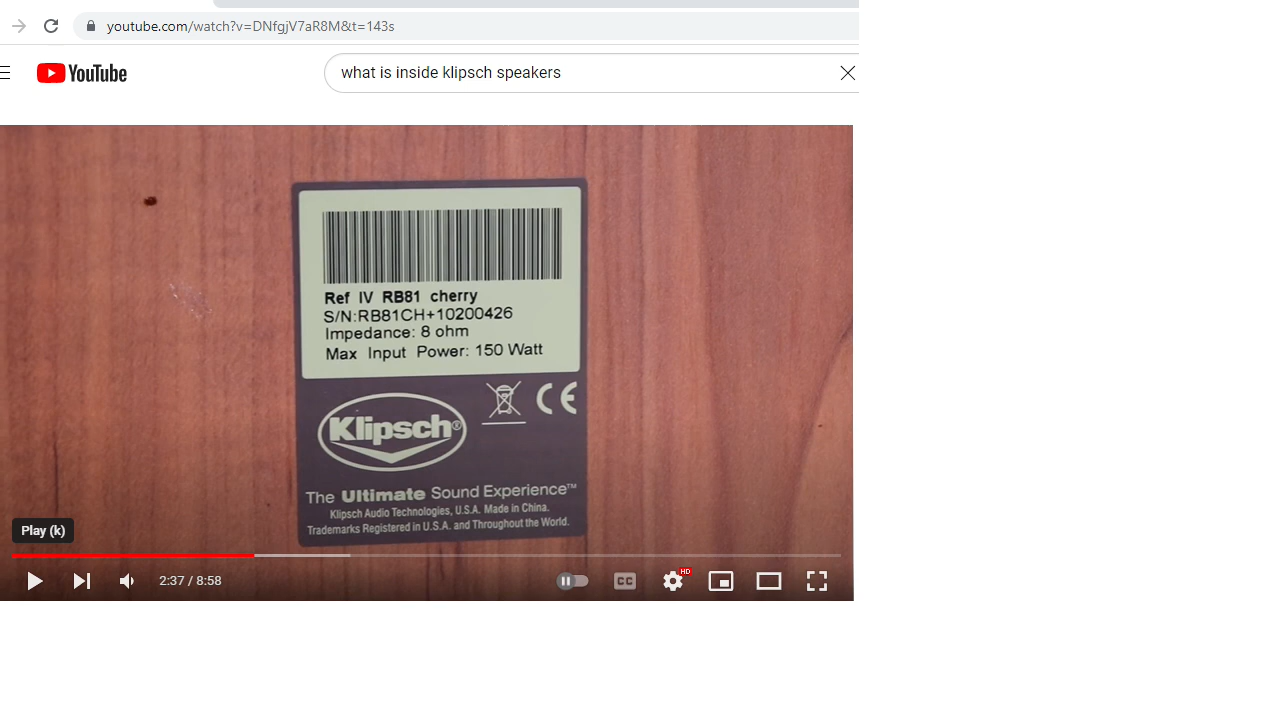 youtube.com/watch?v=DNfgjV7aR8M&t=143s
YouTube
what is inside klipsch speakers
Ref IV RB81 cherry
S/N:RB81CH+10200426
Impedance: 8 ohm
Max Input Power: 150 Watt
CE
Klipsch®
The Ultimate Sound Experience™
Klipsch Audio Technologies, U.S.A. Made in China.
Trademarks Registered in U.S.A. and Throughout the World.
Play (k)
2:37 / 8:58
CC
HD